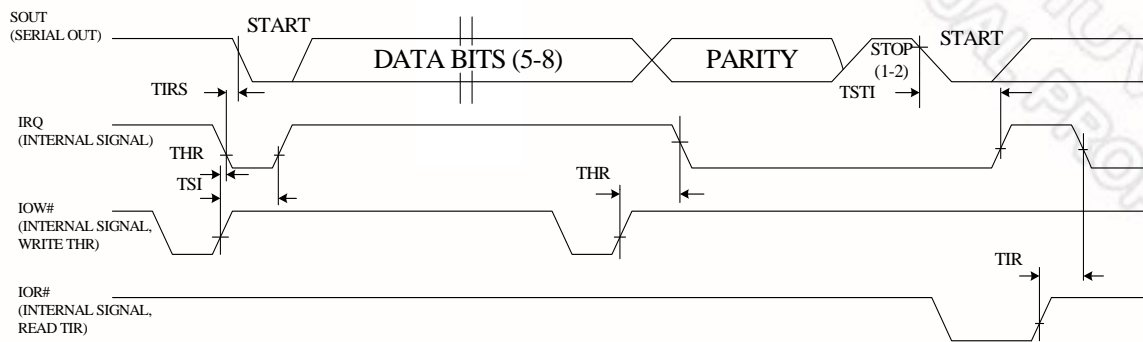 SOUT
(SERIAL OUT)
START
DATA BITS (5-8)
PARITY
STOP
(1-2)
START
TIRS
TSTI
IRQ
(INTERNAL SIGNAL)
THR
TSI
THR
IOW#
(INTERNAL SIGNAL,
WRITE THR)
TIR
IOR#
(INTERNAL SIGNAL,
READ TIR)